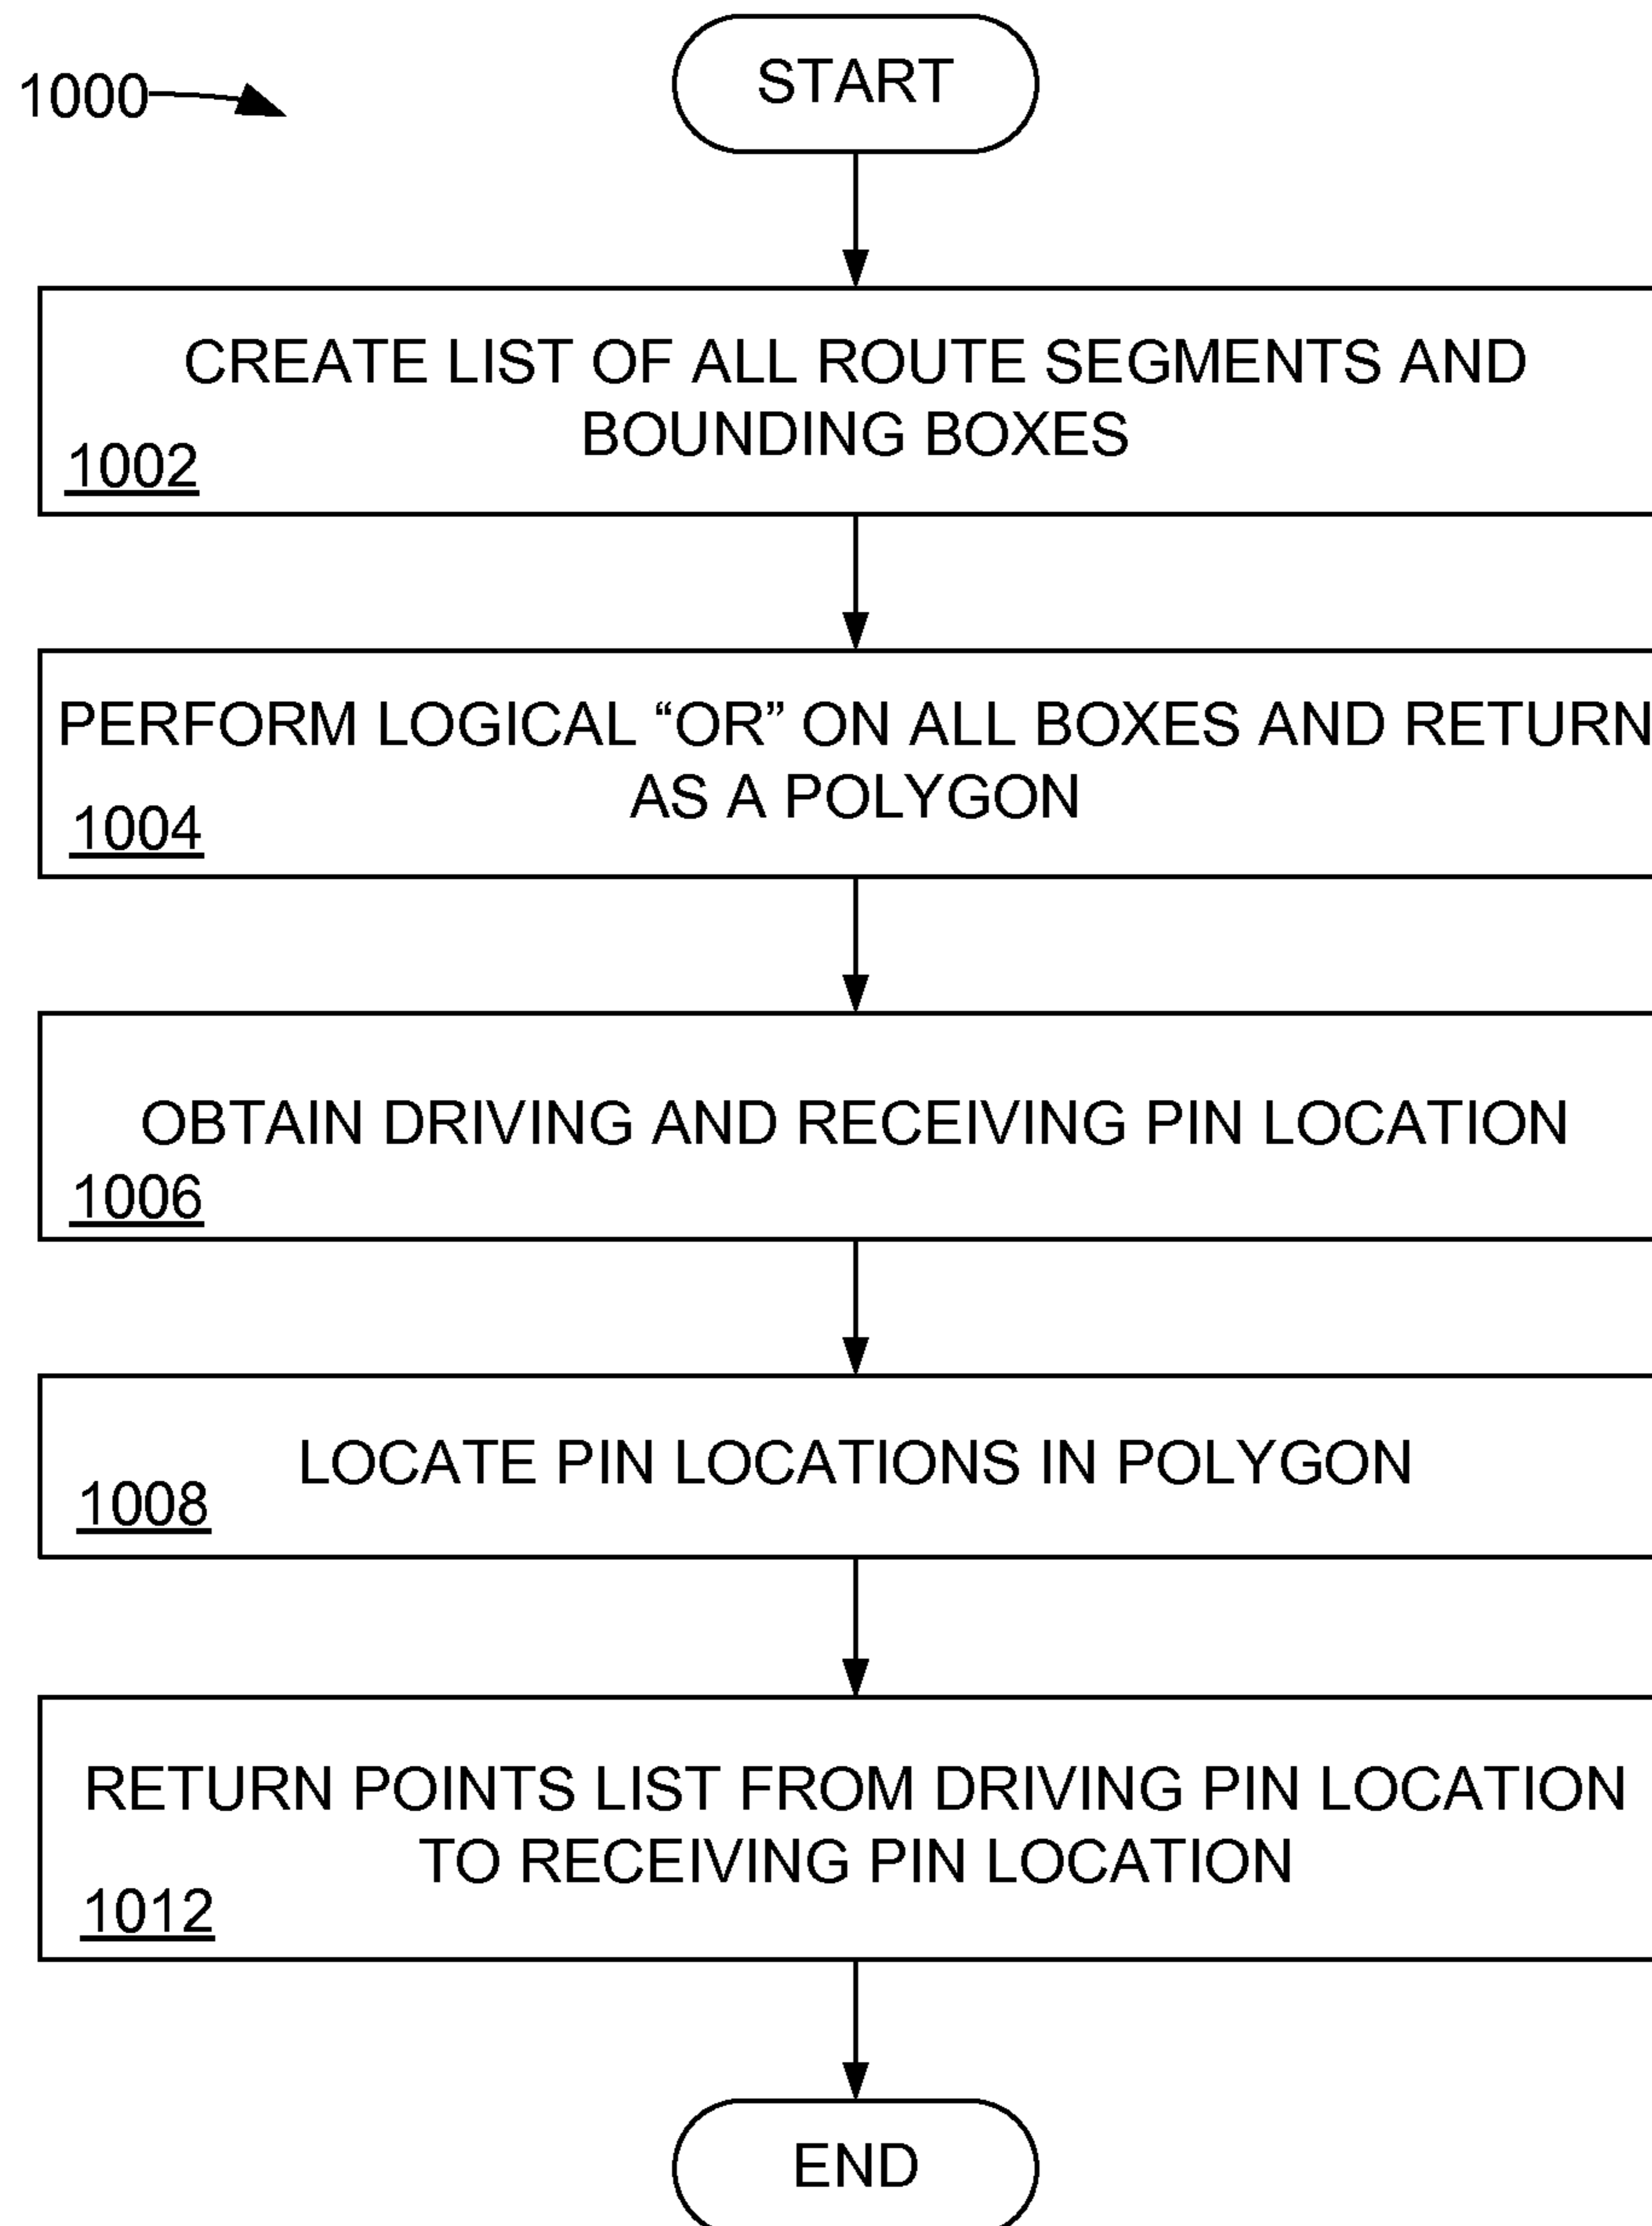 1000
START
CREATE LIST OF ALL ROUTE SEGMENTS AND
BOUNDING BOXES
1002
PERFORM LOGICAL “OR” ON ALL BOXES AND RETURN
AS A POLYGON
1004
OBTAIN DRIVING AND RECEIVING PIN LOCATION
1006
LOCATE PIN LOCATIONS IN POLYGON
1008
RETURN POINTS LIST FROM DRIVING PIN LOCATION
TO RECEIVING PIN LOCATION
1012
END